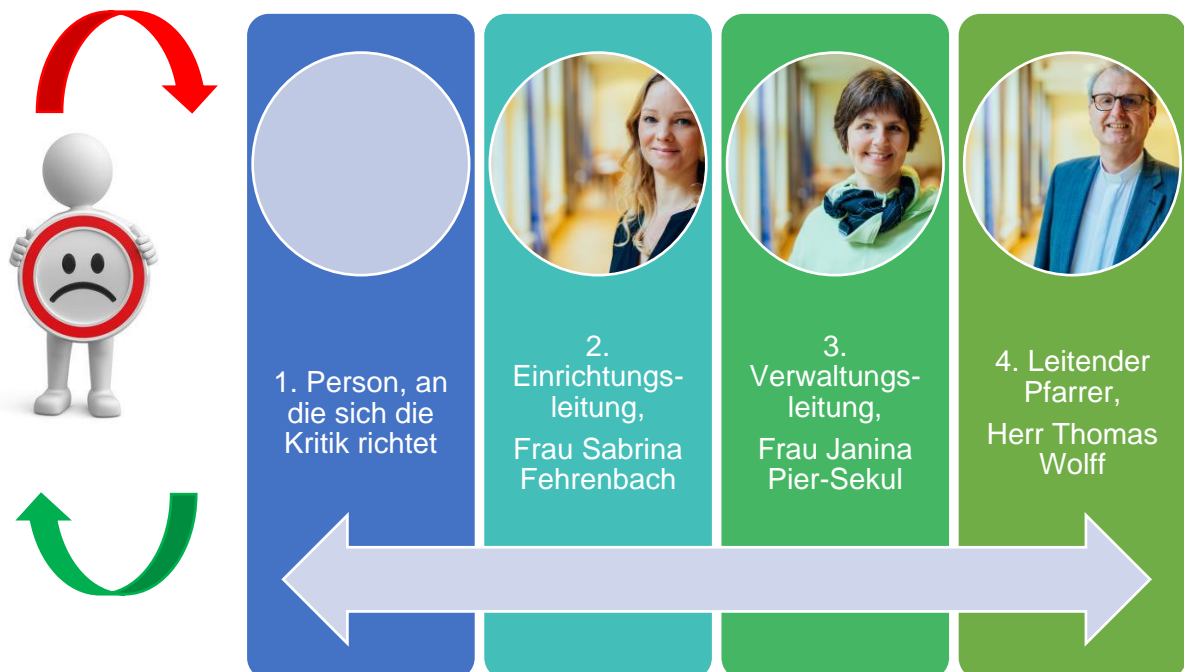 1. Person, an
die sich die
Kritik richtet
2.
Einrichtungs-
leitung,
Frau Sabrina
Fehrenbach
3.
Verwaltungs-
leitung,
Frau Janina
Pier-Sekul
4. Leitender
Pfarrer,
Herr Thomas
Wolff